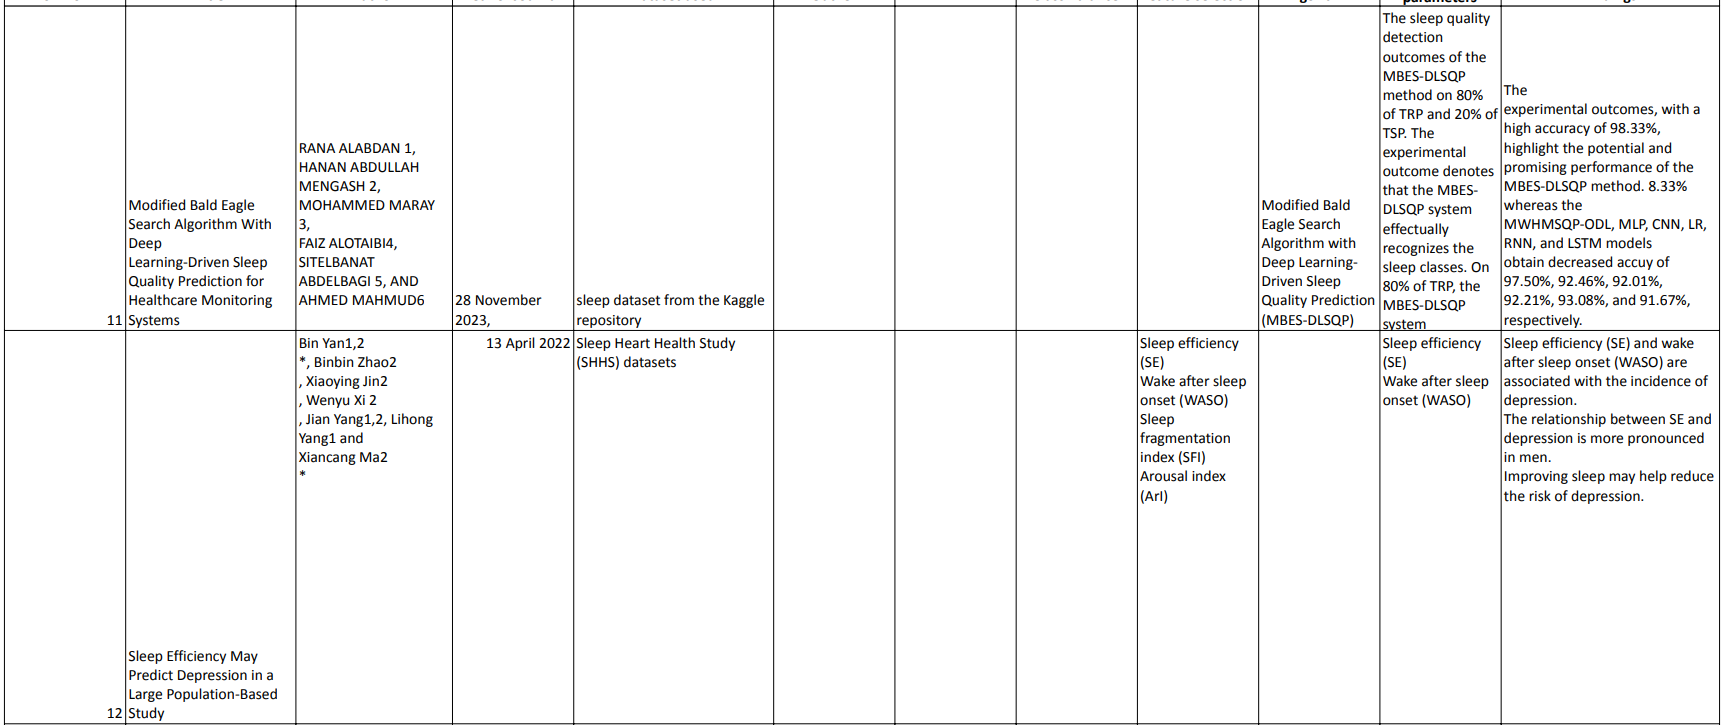 parameters
11
Modified Bald Eagle
Search Algorithm With
Deep
Learning-Driven Sleep
Quality Prediction for
Healthcare Monitoring
Systems
RANA ALABDAN 1,
HANAN ABDULLAH
MENGASH 2,
MOHAMMED MARAY
3,
FAIZ ALOTAIBI4,
SITELBANAT
ABDELBAGI 5, AND
AHMED MAHMUD6
28 November
2023,
sleep dataset from the Kaggle
repository
Modified Bald
Eagle Search
Algorithm with
Deep Learning-
Driven Sleep
Quality Prediction
(MBES-DLSQP)
The sleep quality
detection
outcomes of the
MBES-DLSQP
method on 80%
of TRP and 20% of
TSP. The
experimental
outcome denotes
that the MBES-
DLSQP system
effectually
recognizes the
sleep classes. On
80% of TRP, the
MBES-DLSQP
system
The
experimental outcomes, with a
high accuracy of 98.33%,
highlight the potential and
promising performance of the
MBES-DLSQP method. 8.33%
whereas the
MWHMSQP-ODL, MLP, CNN, LR,
RNN, and LSTM models
obtain decreased accuy of
97.50%, 92.46%, 92.01%,
92.21%, 93.08%, and 91.67%,
respectively.
12
Sleep Efficiency May
Predict Depression in a
Large Population-Based
Study
Bin Yan1,2
*, Binbin Zhao2
, Xiaoying Jin2
, Wenyu Xi 2
, Jian Yang1,2, Lihong
Yang1 and
Xiancang Ma2
*
13 April 2022
Sleep Heart Health Study
(SHHS) datasets
Sleep efficiency
(SE)
Wake after sleep
onset (WASO)
Sleep
fragmentation
index (SFI)
Arousal index
(ArI)
Sleep efficiency
(SE)
Wake after sleep
onset (WASO)
Sleep efficiency (SE) and wake
after sleep onset (WASO) are
associated with the incidence of
depression.
The relationship between SE and
depression is more pronounced
in men.
Improving sleep may help reduce
the risk of depression.